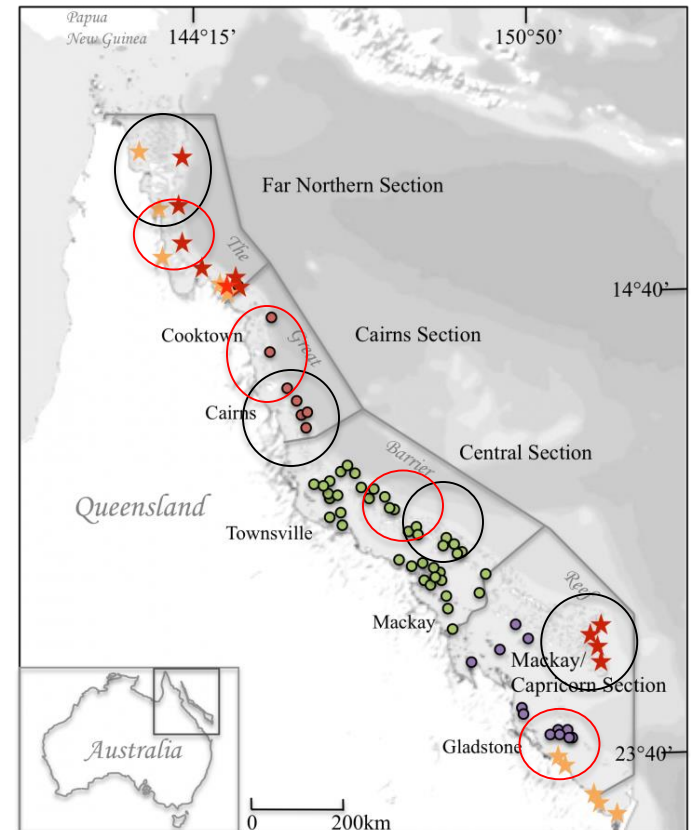 Papua
New Guinea
144°15'
150°50'
Far Northern Section
The
14°40'
Cooktown
Great
Cairns Section
Cairns
Barrier
Central Section
Queensland
Townsville
Reef
Mackay
Mackay/
Capricorn Section
Gladstone
23°40'
Australia
0
200km